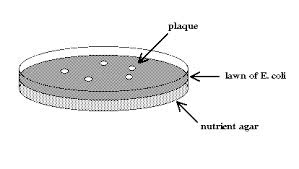 plaque
lawn of E. coli
nutrient agar